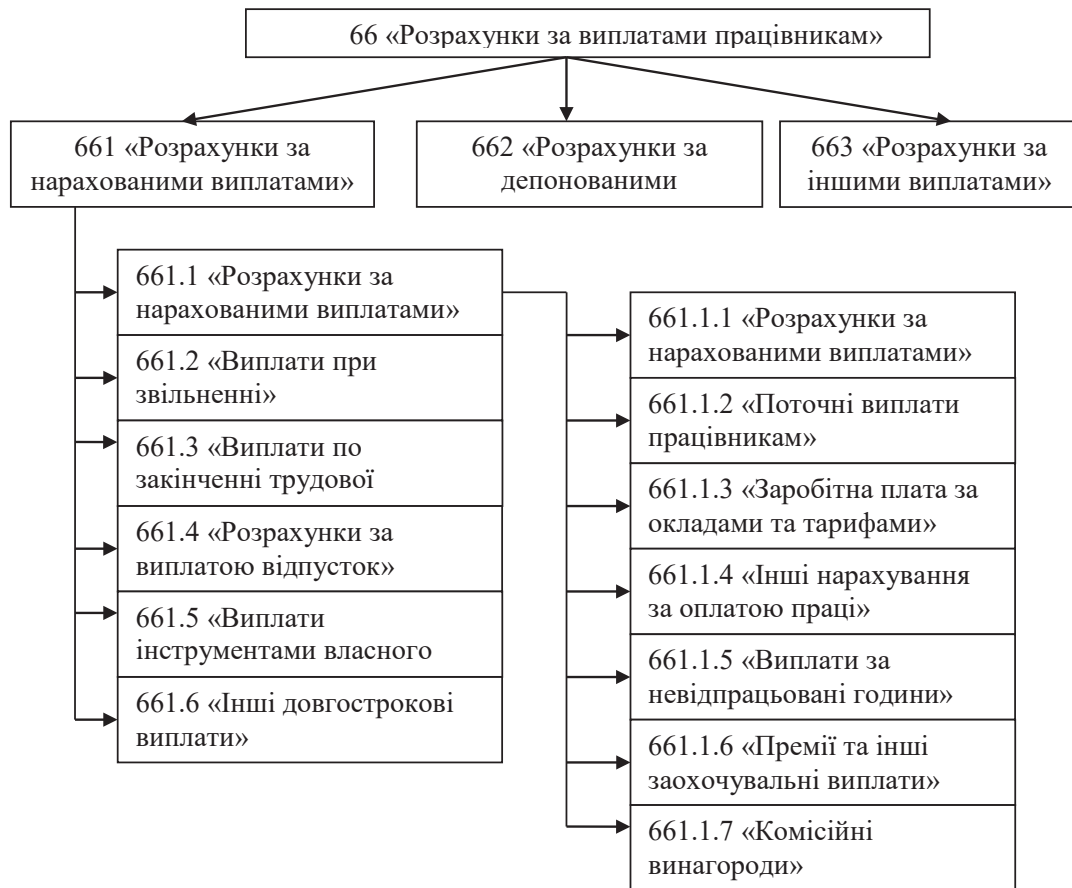 66 «Розрахунки за виплатами працівникам»
661 «Розрахунки за
нарахованими виплатами»
662 «Розрахунки за
депонованими
663 «Розрахунки за
іншими виплатами»
661.1 «Розрахунки за
нарахованими виплатами»
661.2 «Виплати при
звільненні»
661.3 «Виплати по
закінченні трудової
661.4 «Розрахунки за
виплатою відпусток»
661.5 «Виплати
інструментами власного
661.6 «Інші довгострокові
виплати»
661.1.1 «Розрахунки за
нарахованими виплатами»
661.1.2 «Поточні виплати
працівникам»
661.1.3 «Заробітна плата за
окладами та тарифами»
661.1.4 «Інші нарахування
за оплатою праці»
661.1.5 «Виплати за
невідпрацьовані години»
661.1.6 «Премії та інші
заохочувальні виплати»
661.1.7 «Комісійні
винагороди»